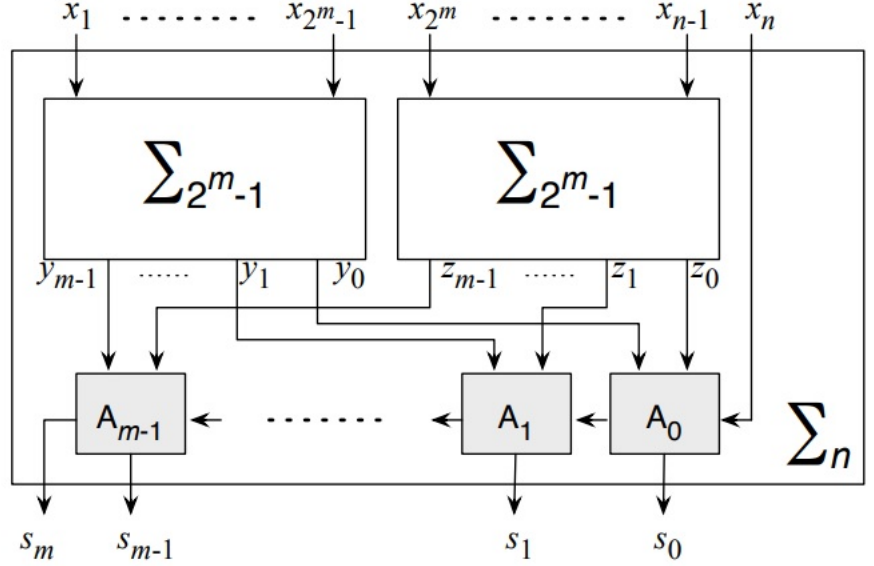 x₁ ········ x₂ᵐ₋₁ x₂ᵐ ········ xₙ₋₁ xₙ
∑₂ᵐ₋₁ ∑₂ᵐ₋₁
yₘ₋₁ ...... y₁ y₀ zₘ₋₁ ...... z₁ z₀
Aₘ₋₁ ········ A₁ A₀
∑ₙ
sₘ sₘ₋₁ s₁ s₀